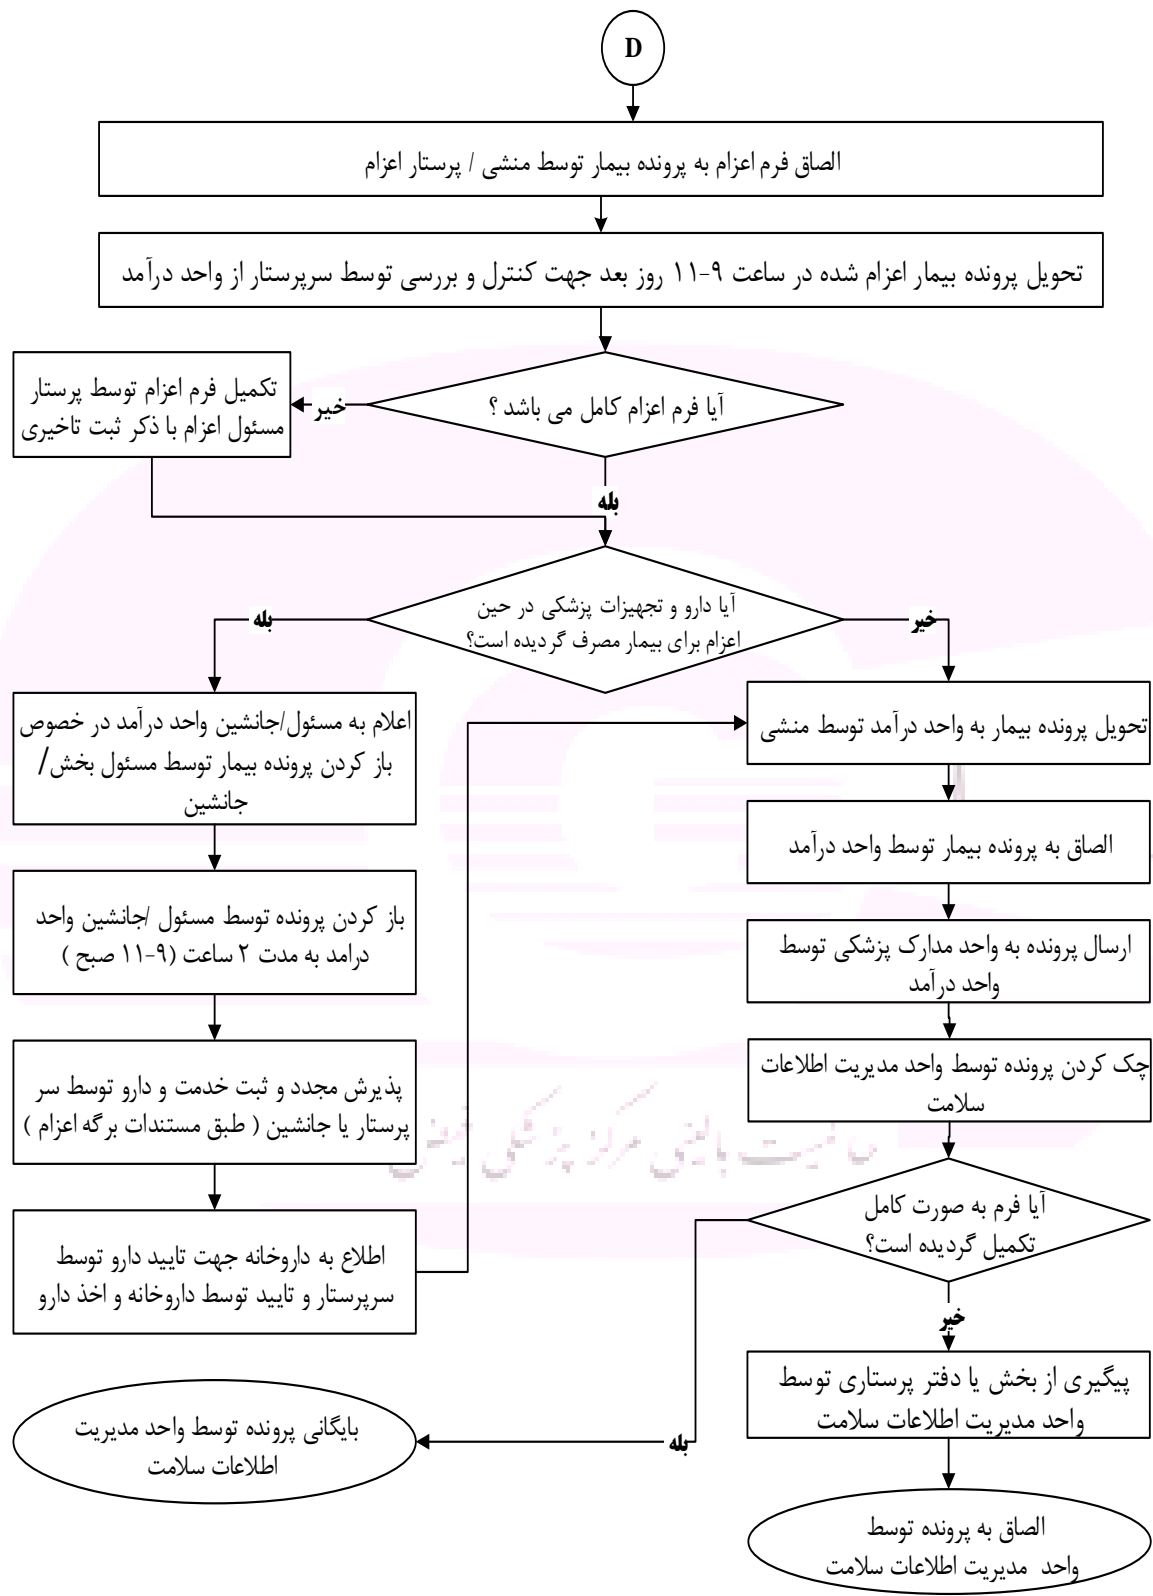 D
الصاق فرم اعزام به پرونده بیمار توسط منشی / پرستار اعزام
تحویل پرونده بیمار اعزام شده در ساعت ۹-۱۱ روز بعد جهت کنترل و بررسی توسط سرپرستار از واحد درآمد
آیا فرم اعزام کامل می باشد ؟
خیر
تکمیل فرم اعزام توسط پرستار
مسئول اعزام با ذکر ثبت تاخیری
بله
آیا دارو و تجهیزات پزشکی در حین
اعزام برای بیمار مصرف گردیده است؟
بله
خیر
اعلام به مسئول/جانشین واحد درآمد در خصوص
باز کردن پرونده بیمار توسط مسئول بخش/
جانشین
باز کردن پرونده توسط مسئول /جانشین واحد
درامد به مدت ۲ ساعت (۹-۱۱ صبح )
پذیرش مجدد و ثبت خدمت و دارو توسط سر
پرستار یا جانشین ( طبق مستندات برگه اعزام )
اطلاع به داروخانه جهت تایید دارو توسط
سرپرستار و تایید توسط داروخانه و اخذ دارو
تحویل پرونده بیمار به واحد درآمد توسط منشی
الصاق به پرونده بیمار توسط واحد درآمد
ارسال پرونده به واحد مدارک پزشکی توسط
واحد درآمد
چک کردن پرونده توسط واحد مدیریت اطلاعات
سلامت
آیا فرم به صورت کامل
تکمیل گردیده است؟
خیر
پیگیری از بخش یا دفتر پرستاری توسط
واحد مدیریت اطلاعات سلامت
بله
بایگانی پرونده توسط واحد مدیریت
اطلاعات سلامت
الصاق به پرونده توسط
واحد مدیریت اطلاعات سلامت